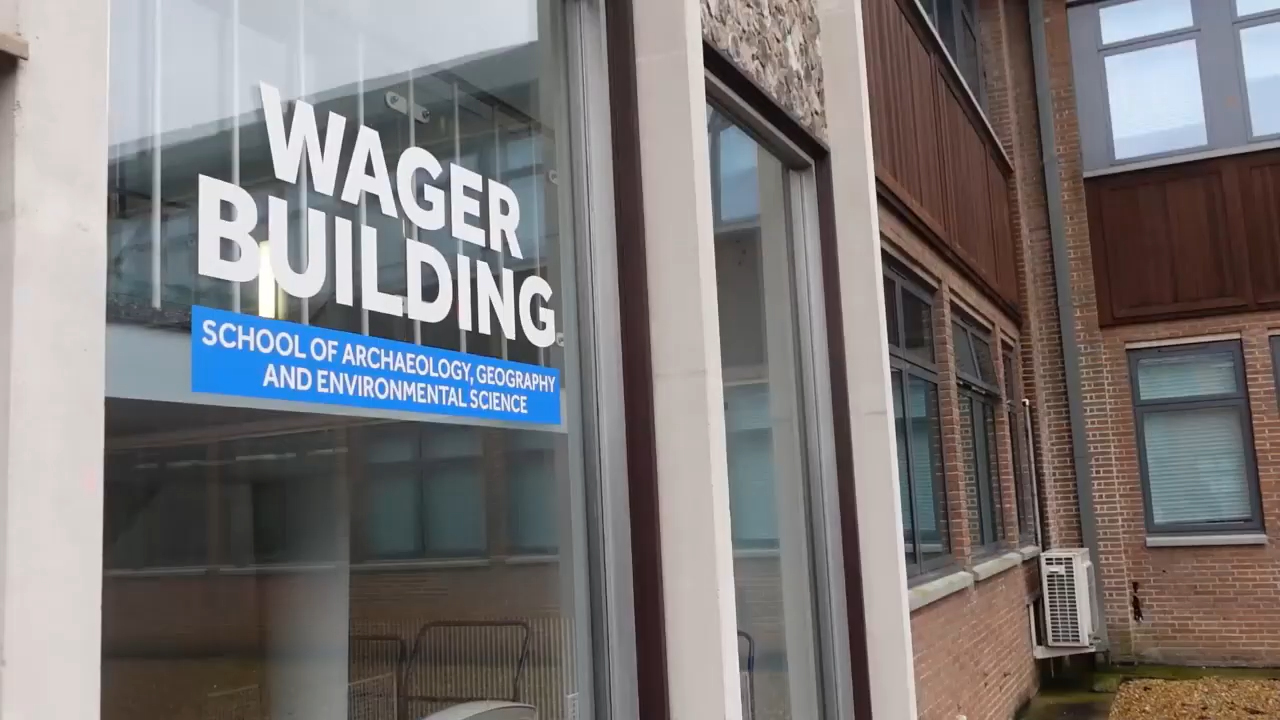 WAGER
BUILDING
SCHOOL OF ARCHAEOLOGY, GEOGRAPHY
AND ENVIRONMENTAL SCIENCE